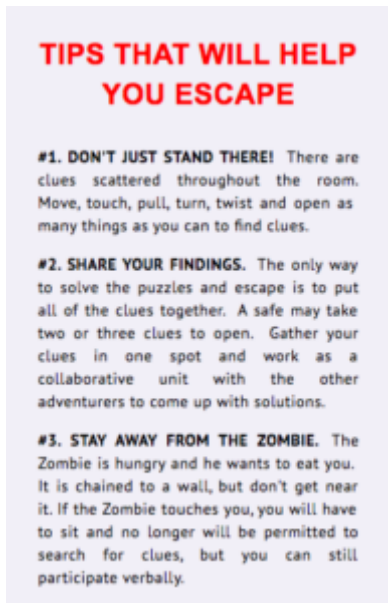 TIPS THAT WILL HELP
YOU ESCAPE
#1. DON'T JUST STAND THERE! There are
clues scattered throughout the room.
Move, touch, pull, turn, twist and open as
many things as you can to find clues.
#2. SHARE YOUR FINDINGS. The only way
to solve the puzzles and escape is to put
all of the clues together. A safe may take
two or three clues to open. Gather your
clues in one spot and work as a
collaborative unit with the other
adventurers to come up with solutions.
#3. STAY AWAY FROM THE ZOMBIE. The
Zombie is hungry and he wants to eat you.
It is chained to a wall, but don't get near
it. If the Zombie touches you, you will have
to sit and no longer will be permitted to
search for clues, but you can still
participate verbally.